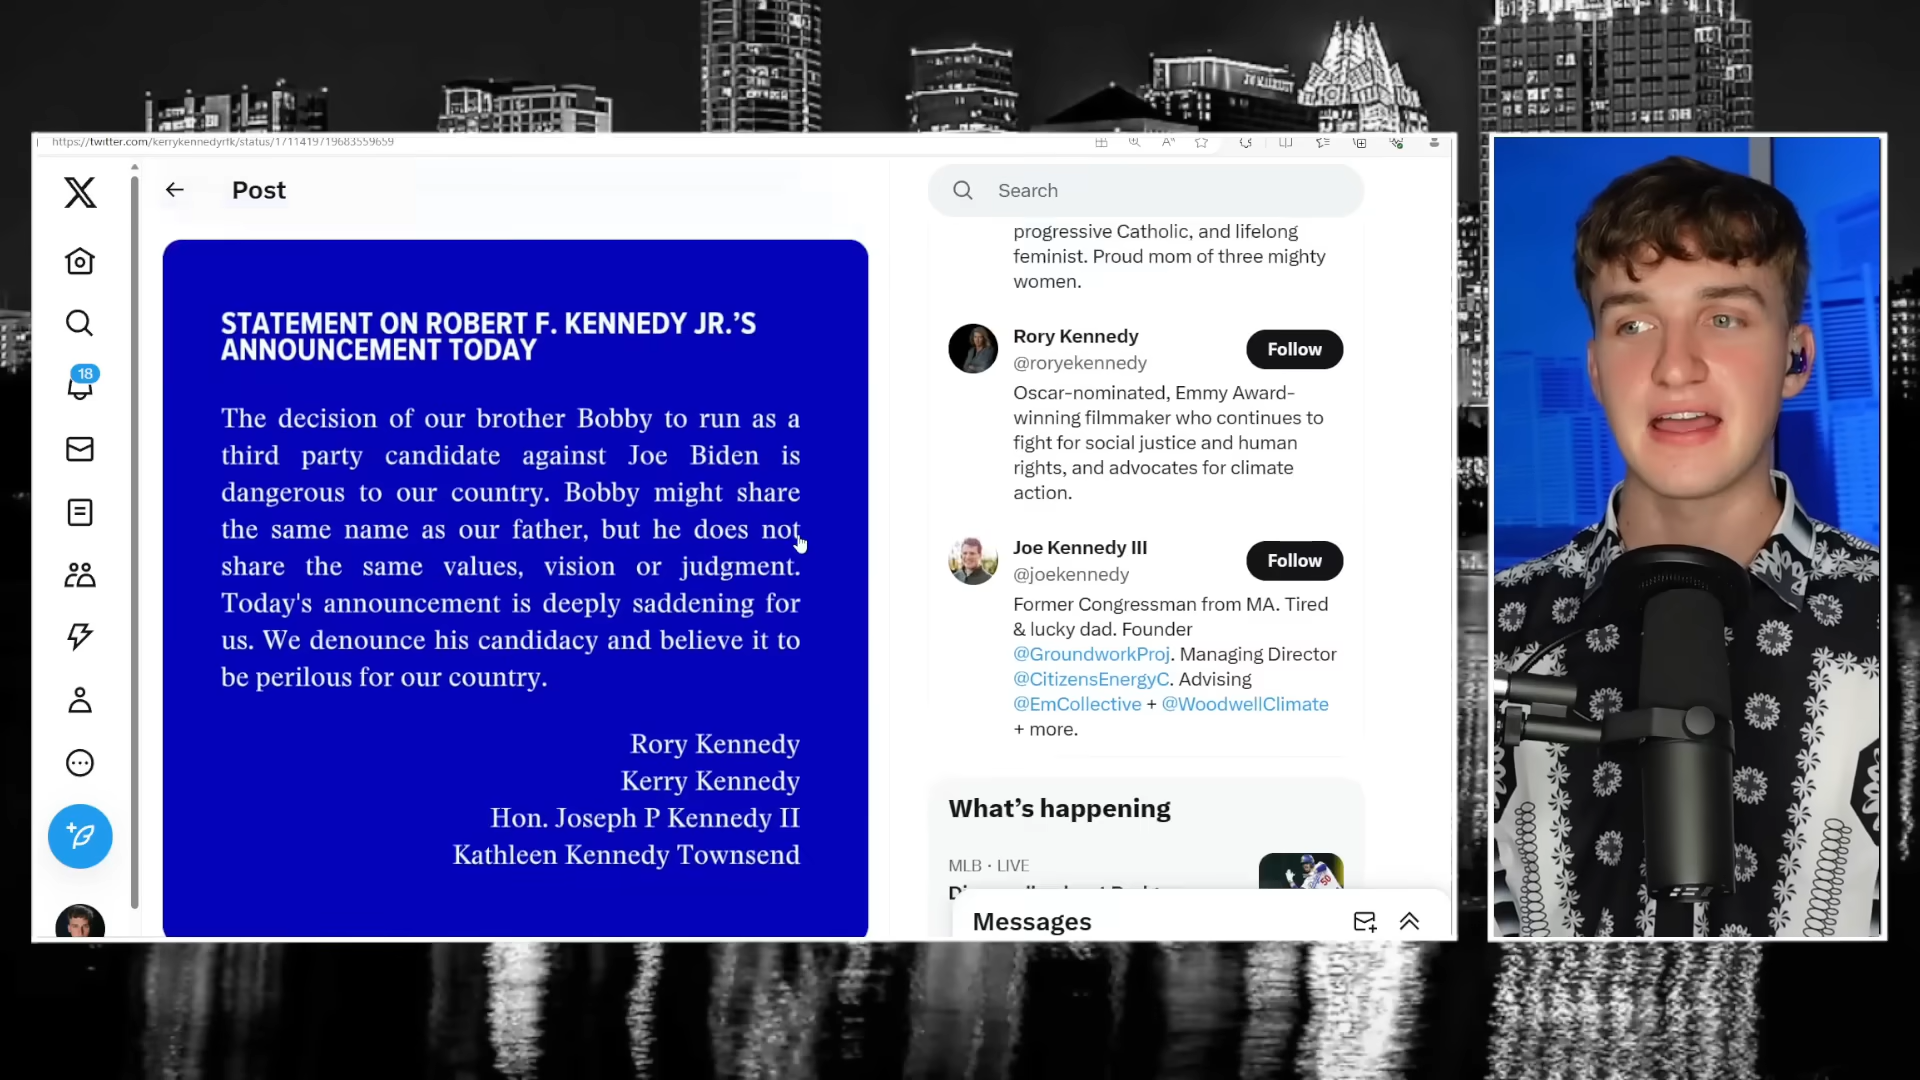 https://twitter.com/kerrykennedyrfk/status/1711419719683559659
Post
Search
STATEMENT ON ROBERT F. KENNEDY JR.'S
ANNOUNCEMENT TODAY
The decision of our brother Bobby to run as a
third party candidate against Joe Biden is
dangerous to our country. Bobby might share
the same name as our father, but he does not
share the same values, vision or judgment.
Today's announcement is deeply saddening for
us. We denounce his candidacy and believe it to
be perilous for our country.
Rory Kennedy
Kerry Kennedy
Hon. Joseph P Kennedy II
Kathleen Kennedy Townsend
18
progressive Catholic, and lifelong
feminist. Proud mom of three mighty
women.
Rory Kennedy
@roryekennedy
Follow
Oscar-nominated, Emmy Award-
winning filmmaker who continues to
fight for social justice and human
rights, and advocates for climate
action.
Joe Kennedy III
@joekennedy
Follow
Former Congressman from MA. Tired
& lucky dad. Founder
@GroundworkProj. Managing Director
@CitizensEnergyC. Advising
@EmCollective + @WoodwellClimate
+ more.
What's happening
MLB · LIVE
50
Messages